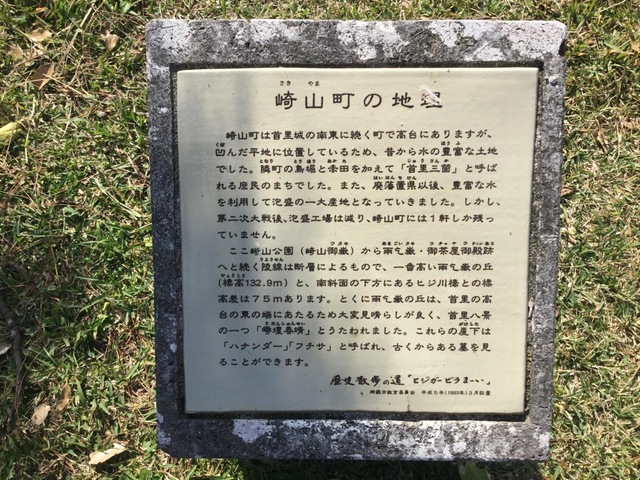 さき やま
崎山町の地理
崎山町は首里城の南東に続く町で高台にありますが、
凹んだ平地に位置しているため、昔から水の豊富な土地
でした。隣町の鳥堀と赤田を加えて「首里三箇」と呼ば
れる庶民のまちでした。また、廃藩置県以後、豊富な水
を利用して泡盛の一大産地となっていきました。しかし、
第二次大戦後、泡盛工場は減り、崎山町には1軒しか残っ
ていません。
ここ崎山公園(崎山御嶽)から雨乞嶽・御茶屋御殿跡
へと続く陵線は断層によるもので、一番高い雨乞嶽の丘
(標高132.9m)と、南斜面の下方にあるヒジ川橋との標
高差は75mあります。とくに雨乞嶽の丘は、首里の高
台の東の端にあたるため大変見晴らしが良く、首里八景
の一つ「雩壇春晴」とうたわれました。これらの崖下は
「ハナンダー」「フチサ」と呼ばれ、古くからある墓を見
ることができます。
歴史散歩の道「ヒジガービラまーい」
那覇市教育委員会 平成5年(1993年)3月設置